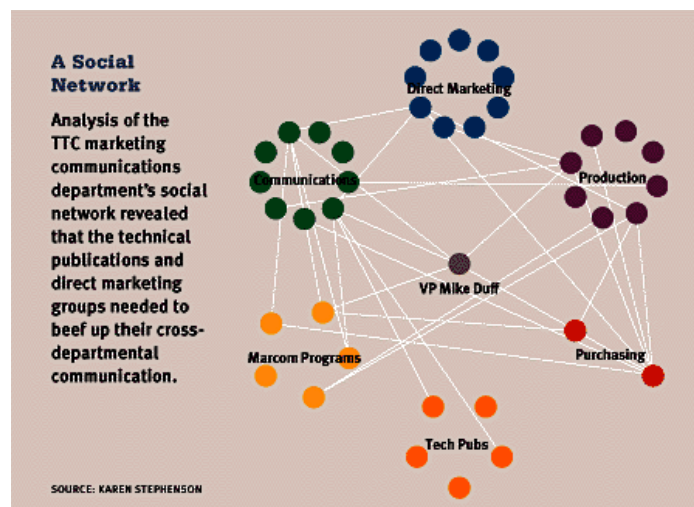 A Social
Network
Analysis of the
TTC marketing
communications
department's social
network revealed
that the technical
publications and
direct marketing
groups needed to
beef up their cross-
departmental
communication.
Direct Marketing
Communications
Production
VP Mike Duff
Marcom Programs
Purchasing
Tech Pubs
SOURCE: KAREN STEPHENSON